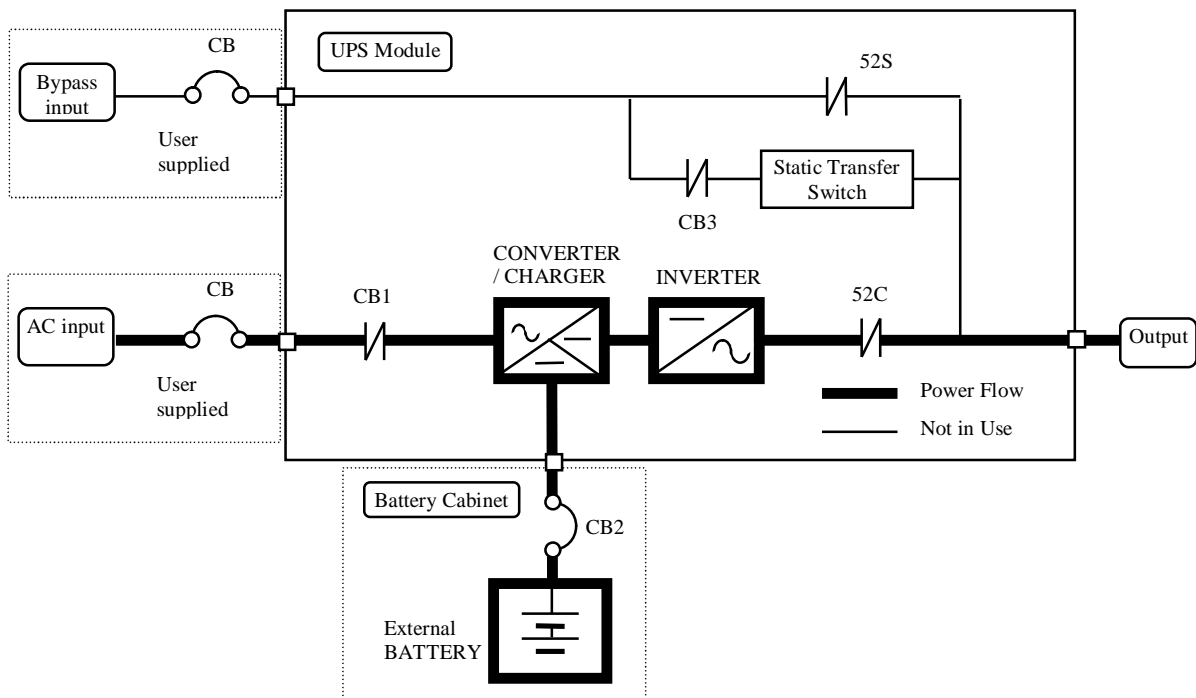 CB
UPS Module
52S
Bypass
input
User
supplied
Static Transfer
Switch
CB3
CONVERTER
/ CHARGER
INVERTER
CB
CB1
52C
AC input
Output
User
supplied
Power Flow
Not in Use
Battery Cabinet
CB2
External
BATTERY